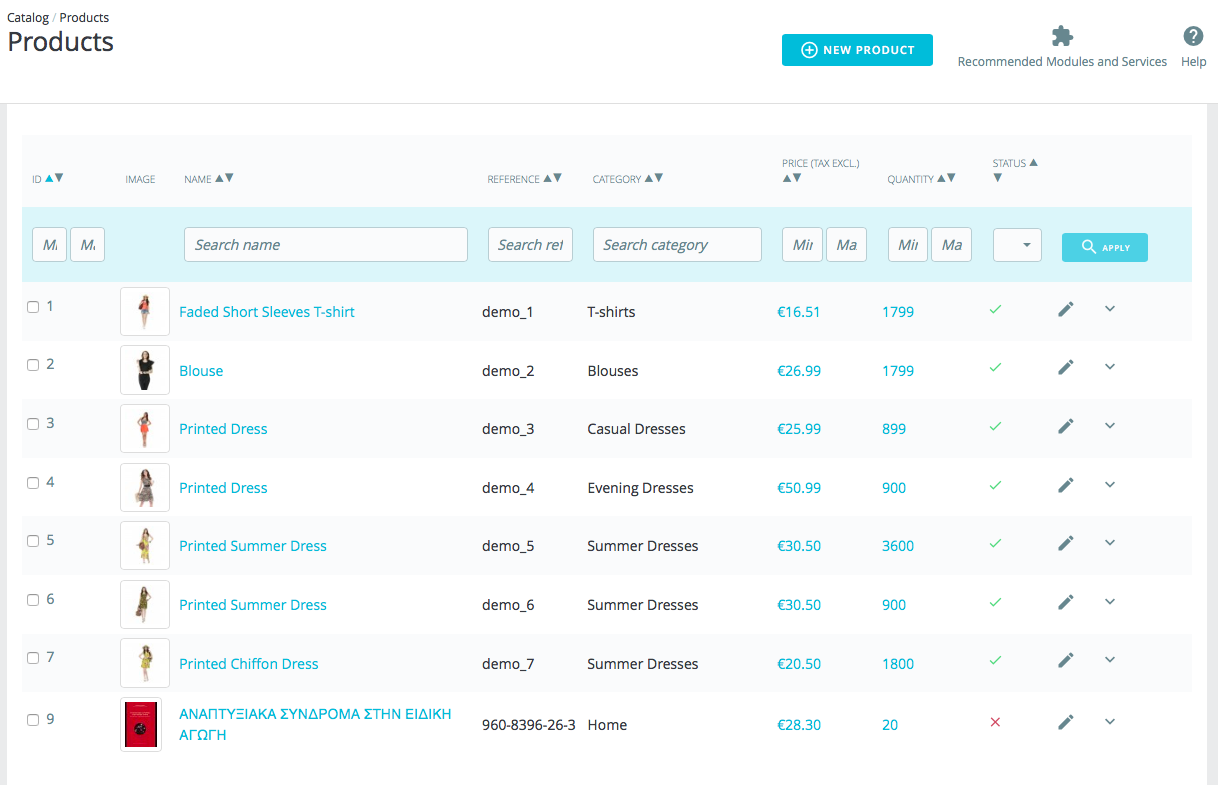 Catalog / Products
Products
NEW PRODUCT
Recommended Modules and Services
Help
ID IMAGE NAME REFERENCE CATEGORY PRICE (TAX EXCL.) QUANTITY STATUS
Search name Search ref Search category Mir Ma Mir Ma APPLY
1 Faded Short Sleeves T-shirt demo_1 T-shirts €16.51 1799
2 Blouse demo_2 Blouses €26.99 1799
3 Printed Dress demo_3 Casual Dresses €25.99 899
4 Printed Dress demo_4 Evening Dresses €50.99 900
5 Printed Summer Dress demo_5 Summer Dresses €30.50 3600
6 Printed Summer Dress demo_6 Summer Dresses €30.50 900
7 Printed Chiffon Dress demo_7 Summer Dresses €20.50 1800
9 ΑΝΑΠΤΥΞΙΑΚΑ ΣΥΝΔΡΟΜΑ ΣΤΗΝ ΕΙΔΙΚΗ
ΑΓΩΓΗ 960-8396-26-3 Home €28.30 20